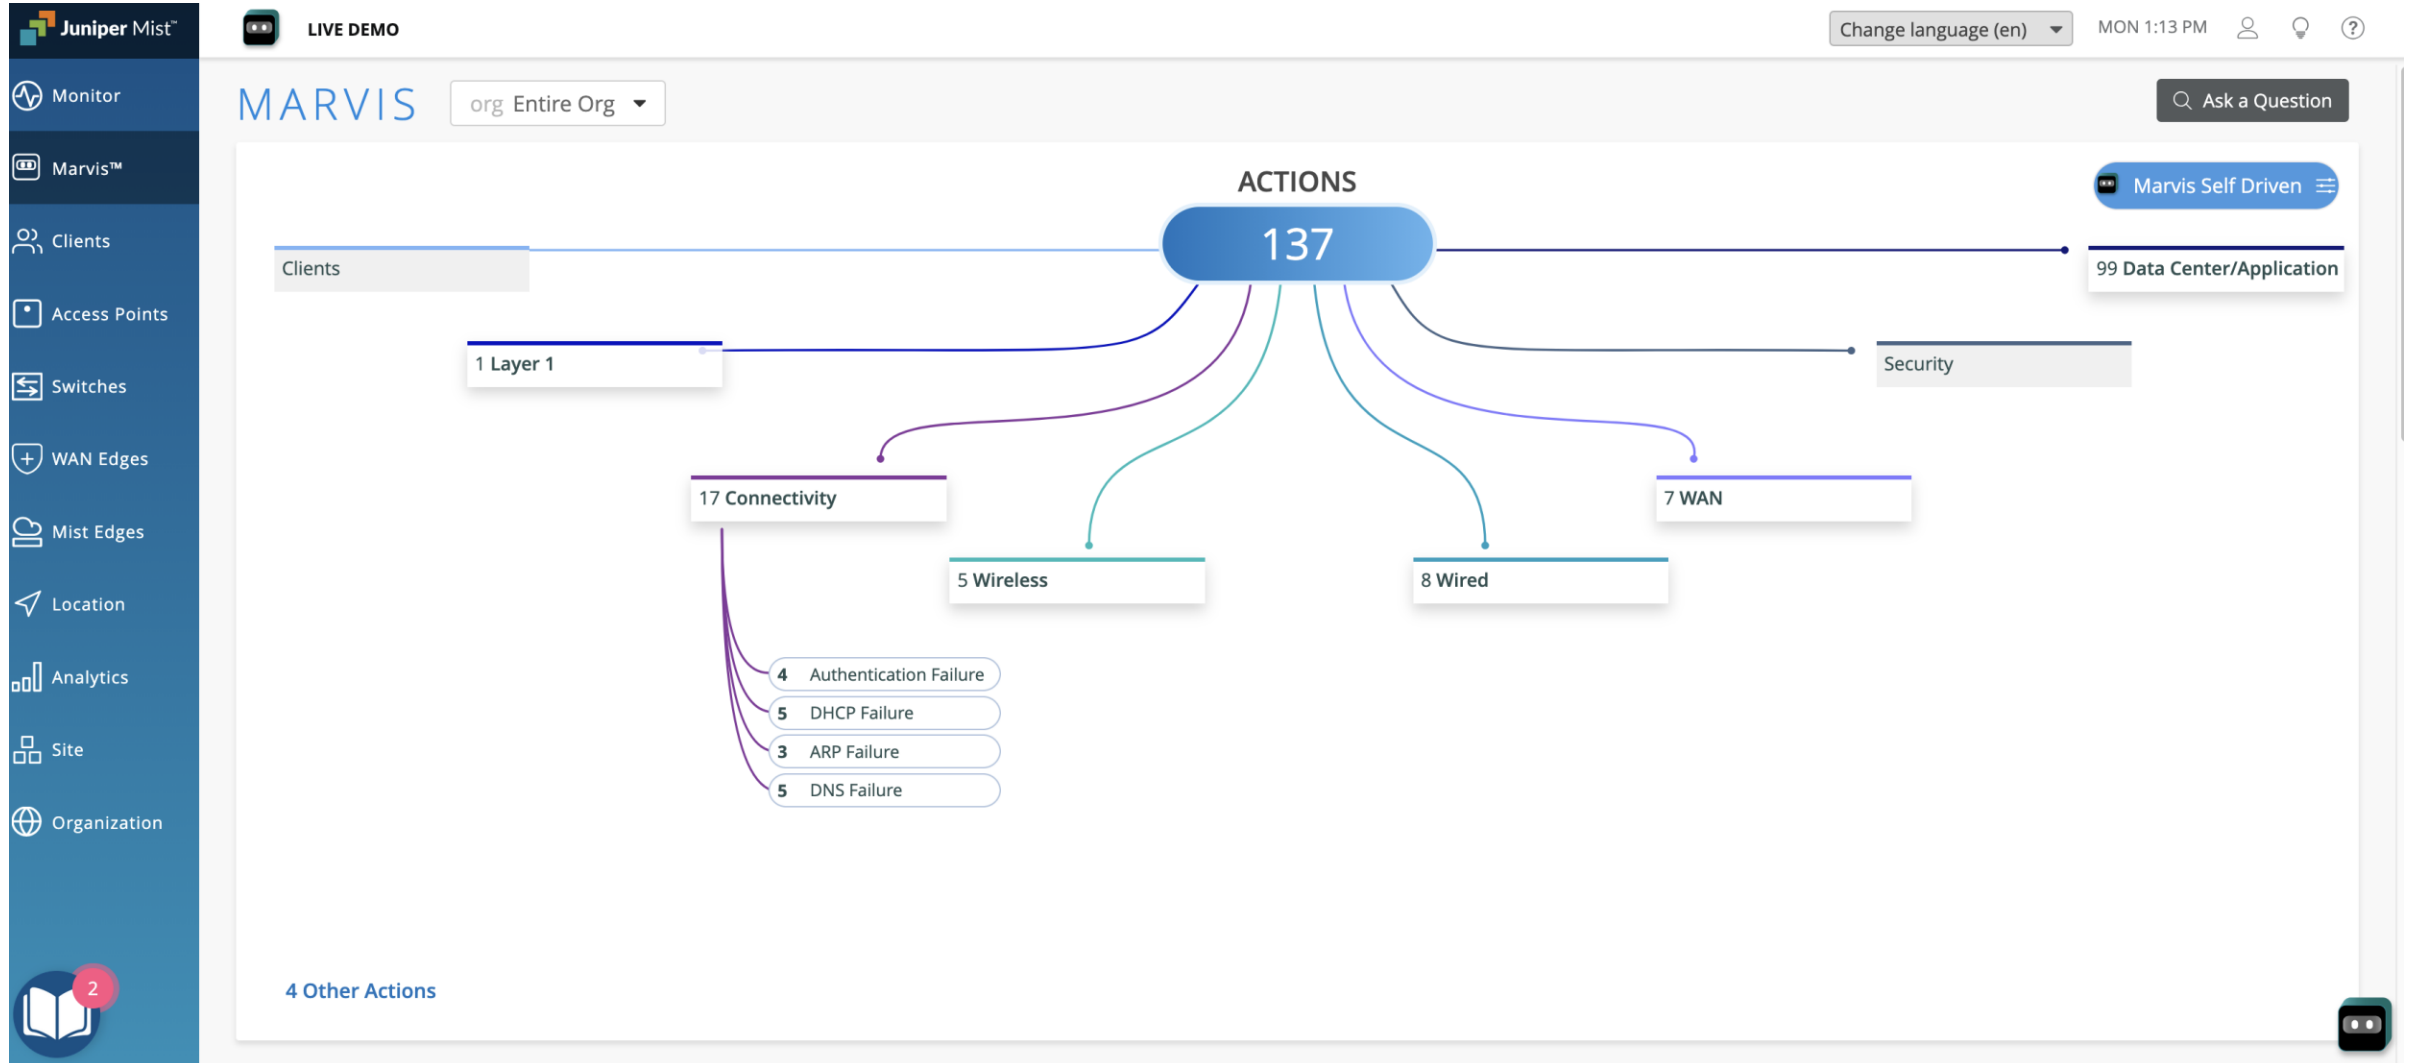 Juniper Mist™
LIVE DEMO
Change language (en)
MON 1:13 PM
Monitor
Marvis™
Clients
Access Points
Switches
WAN Edges
Mist Edges
Location
Analytics
Site
Organization
2
MARVIS
org Entire Org
Ask a Question
ACTIONS
137
Marvis Self Driven
Clients
99 Data Center/Application
1 Layer 1
Security
17 Connectivity
7 WAN
5 Wireless
8 Wired
4 Authentication Failure
5 DHCP Failure
3 ARP Failure
5 DNS Failure
4 Other Actions